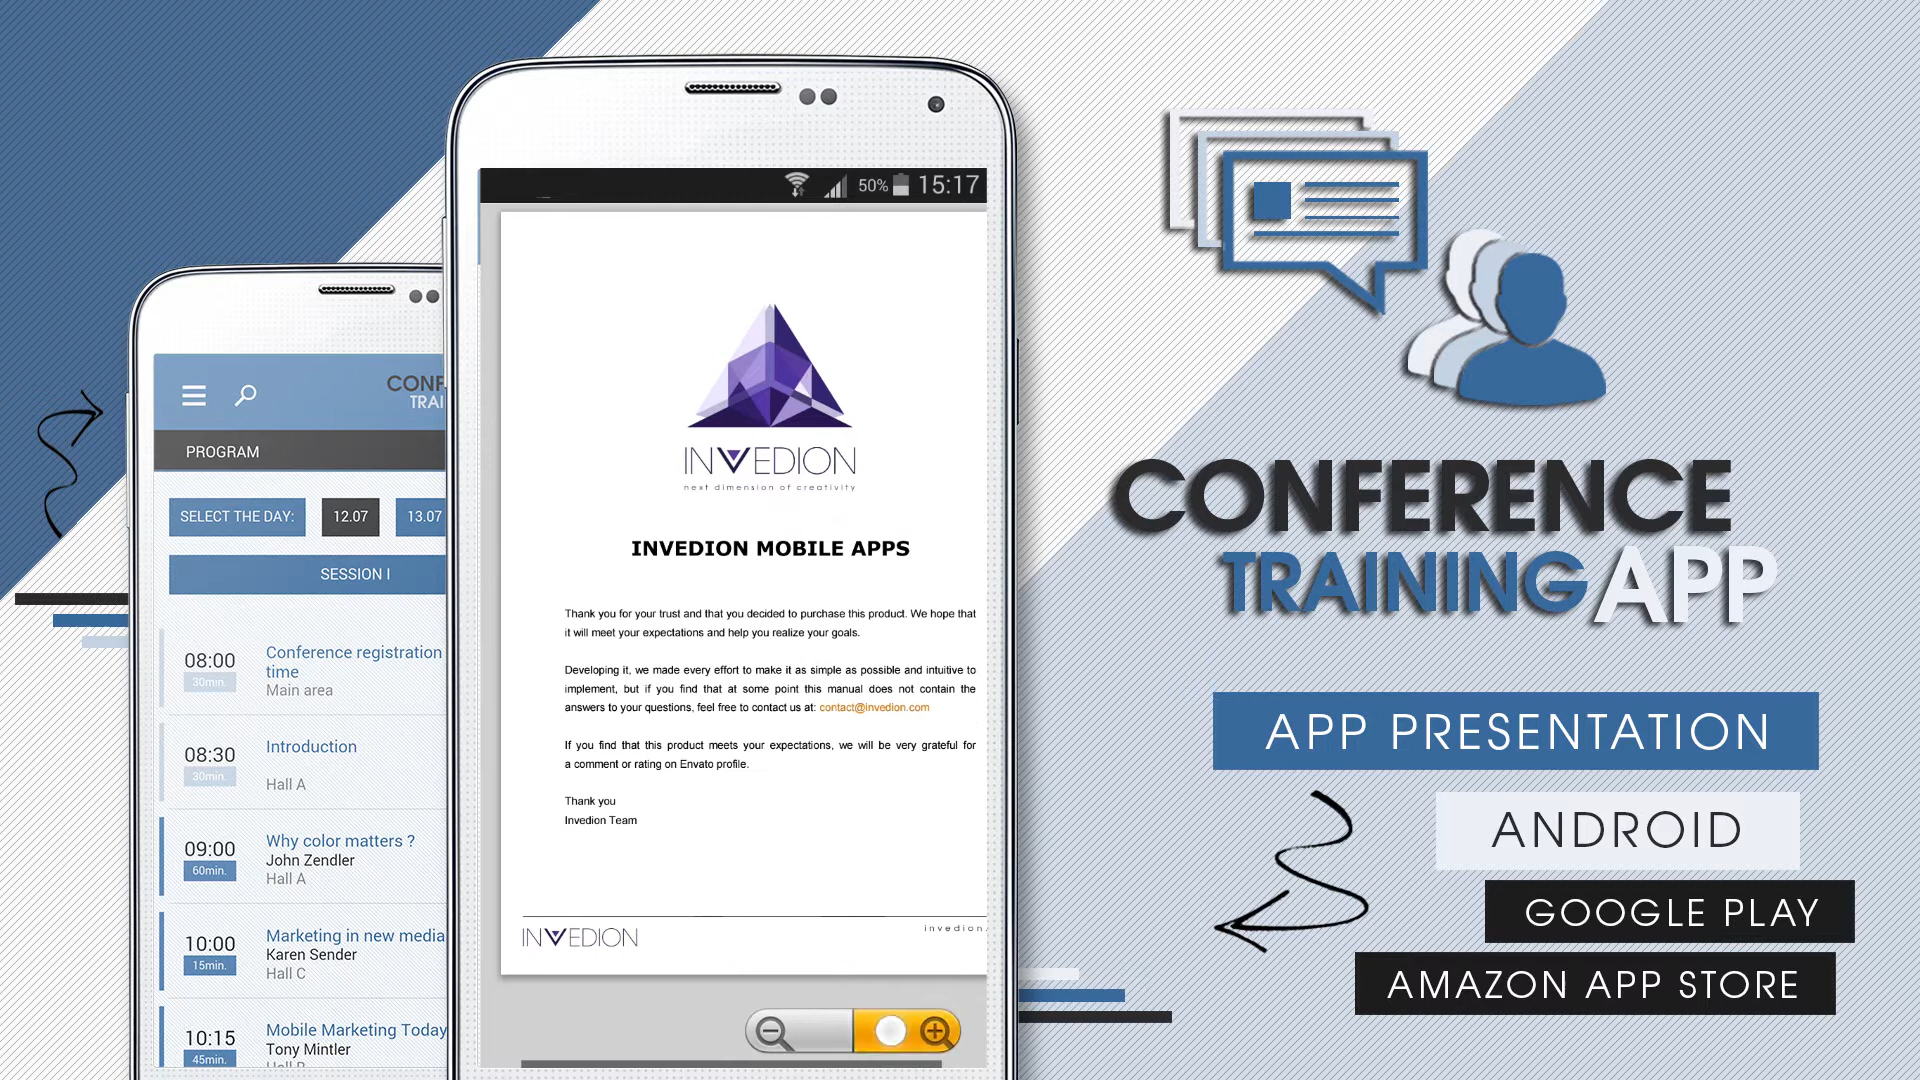 50% 15:17
INVEDION
next dimension of creativity
INVEDION MOBILE APPS
Thank you for your trust and that you decided to purchase this product. We hope that
it will meet your expectations and help you realize your goals.
Developing it, we made every effort to make it as simple as possible and intuitive to
implement, but if you find that at some point this manual does not contain the
answers to your questions, feel free to contact us at: contact@invedion.com
If you find that this product meets your expectations, we will be very grateful for
a comment or rating on Envato profile.
Thank you
Invedion Team
INVEDION
invedion.
CONF
TRAI
PROGRAM
SELECT THE DAY: 12.07 13.07
SESSION I
08:00
30min.
Conference registration
time
Main area
08:30
30min.
Introduction
Hall A
09:00
60min.
Why color matters ?
John Zendler
Hall A
10:00
15min.
Marketing in new media
Karen Sender
Hall C
10:15
45min.
Mobile Marketing Today
Tony Mintler
CONFERENCE
TRAINING APP
APP PRESENTATION
ANDROID
GOOGLE PLAY
AMAZON APP STORE